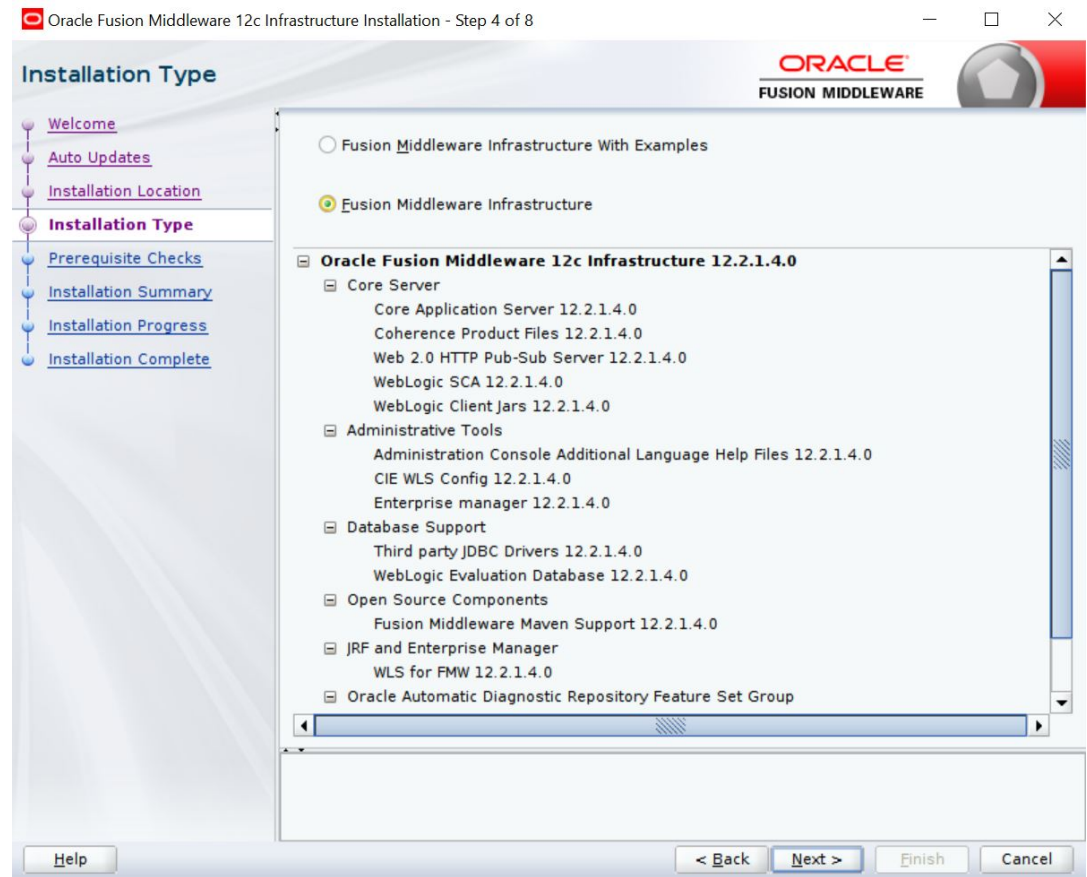 Oracle Fusion Middleware 12c Infrastructure Installation - Step 4 of 8
Installation Type
ORACLE
FUSION MIDDLEWARE
Welcome
Auto Updates
Installation Location
Installation Type
Prerequisite Checks
Installation Summary
Installation Progress
Installation Complete
Fusion Middleware Infrastructure With Examples
Fusion Middleware Infrastructure
Oracle Fusion Middleware 12c Infrastructure 12.2.1.4.0
Core Server
Core Application Server 12.2.1.4.0
Coherence Product Files 12.2.1.4.0
Web 2.0 HTTP Pub-Sub Server 12.2.1.4.0
WebLogic SCA 12.2.1.4.0
WebLogic Client Jars 12.2.1.4.0
Administrative Tools
Administration Console Additional Language Help Files 12.2.1.4.0
CIE WLS Config 12.2.1.4.0
Enterprise manager 12.2.1.4.0
Database Support
Third party JDBC Drivers 12.2.1.4.0
WebLogic Evaluation Database 12.2.1.4.0
Open Source Components
Fusion Middleware Maven Support 12.2.1.4.0
JRF and Enterprise Manager
WLS for FMW 12.2.1.4.0
Oracle Automatic Diagnostic Repository Feature Set Group
Help
< Back
Next >
Finish
Cancel